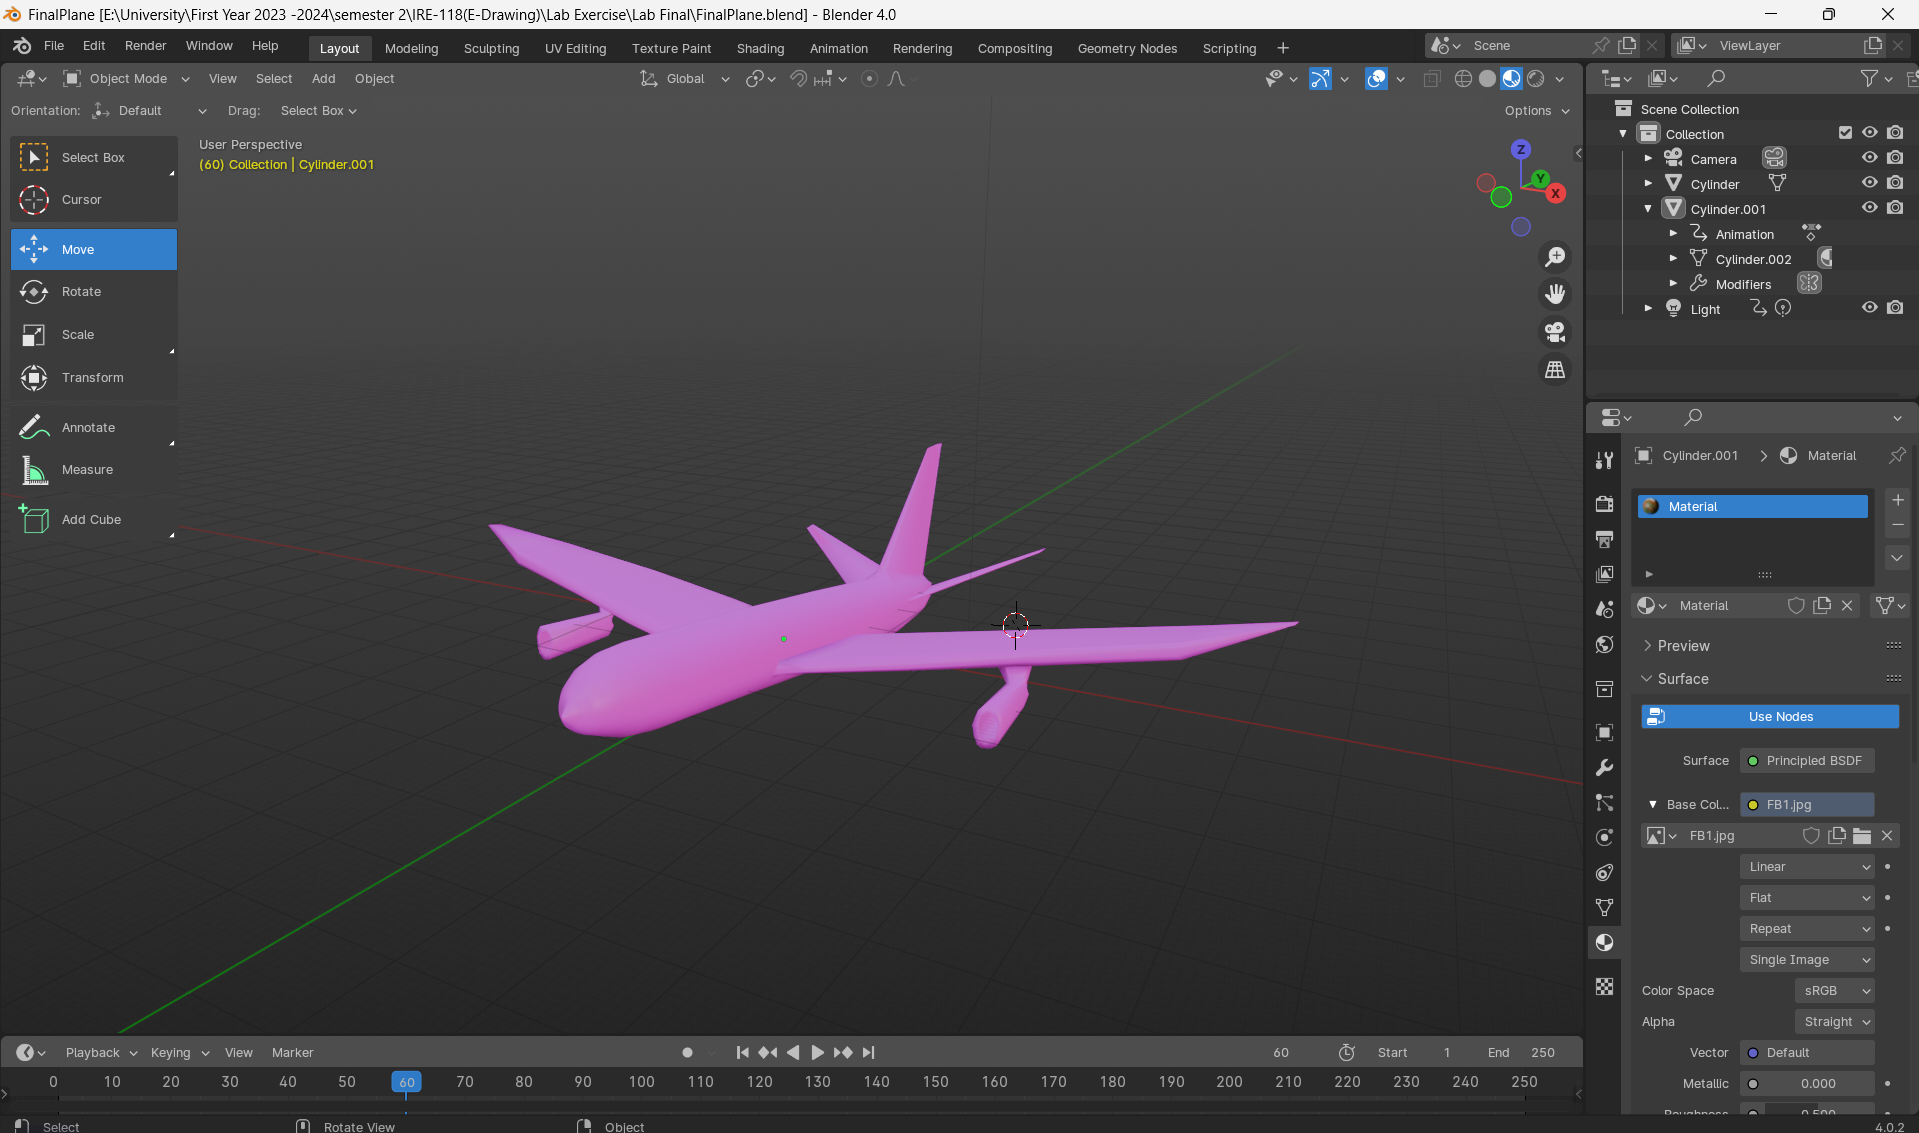 FinalPlane [E:\University\First Year 2023 -2024\semester 2\IRE-118(E-Drawing)\Lab Exercise\Lab Final\FinalPlane.blend] - Blender 4.0
File Edit Render Window Help Layout Modeling Sculpting UV Editing Texture Paint Shading Animation Rendering Compositing Geometry Nodes Scripting + Scene ViewLayer
Object Mode View Select Add Object Global
Orientation: Default Drag: Select Box Options
Select Box
Cursor
Move
Rotate
Scale
Transform
Annotate
Measure
Add Cube
User Perspective
(60) Collection | Cylinder.001
Z
Y
X
Scene Collection
Collection
Camera
Cylinder
Cylinder.001
Animation
Cylinder.002
Modifiers
Light
Cylinder.001 > Material
Material
Material
Preview
Surface
Use Nodes
Surface Principled BSDF
Base Col... FB1.jpg
FB1.jpg
Linear
Flat
Repeat
Single Image
Color Space sRGB
Alpha Straight
Vector Default
Metallic 0.000
Roughness 0.500
Playback Keying View Marker 60 Start 1 End 250
0 10 20 30 40 50 60 70 80 90 100 110 120 130 140 150 160 170 180 190 200 210 220 230 240 250
Select Rotate View Object 4.0.2